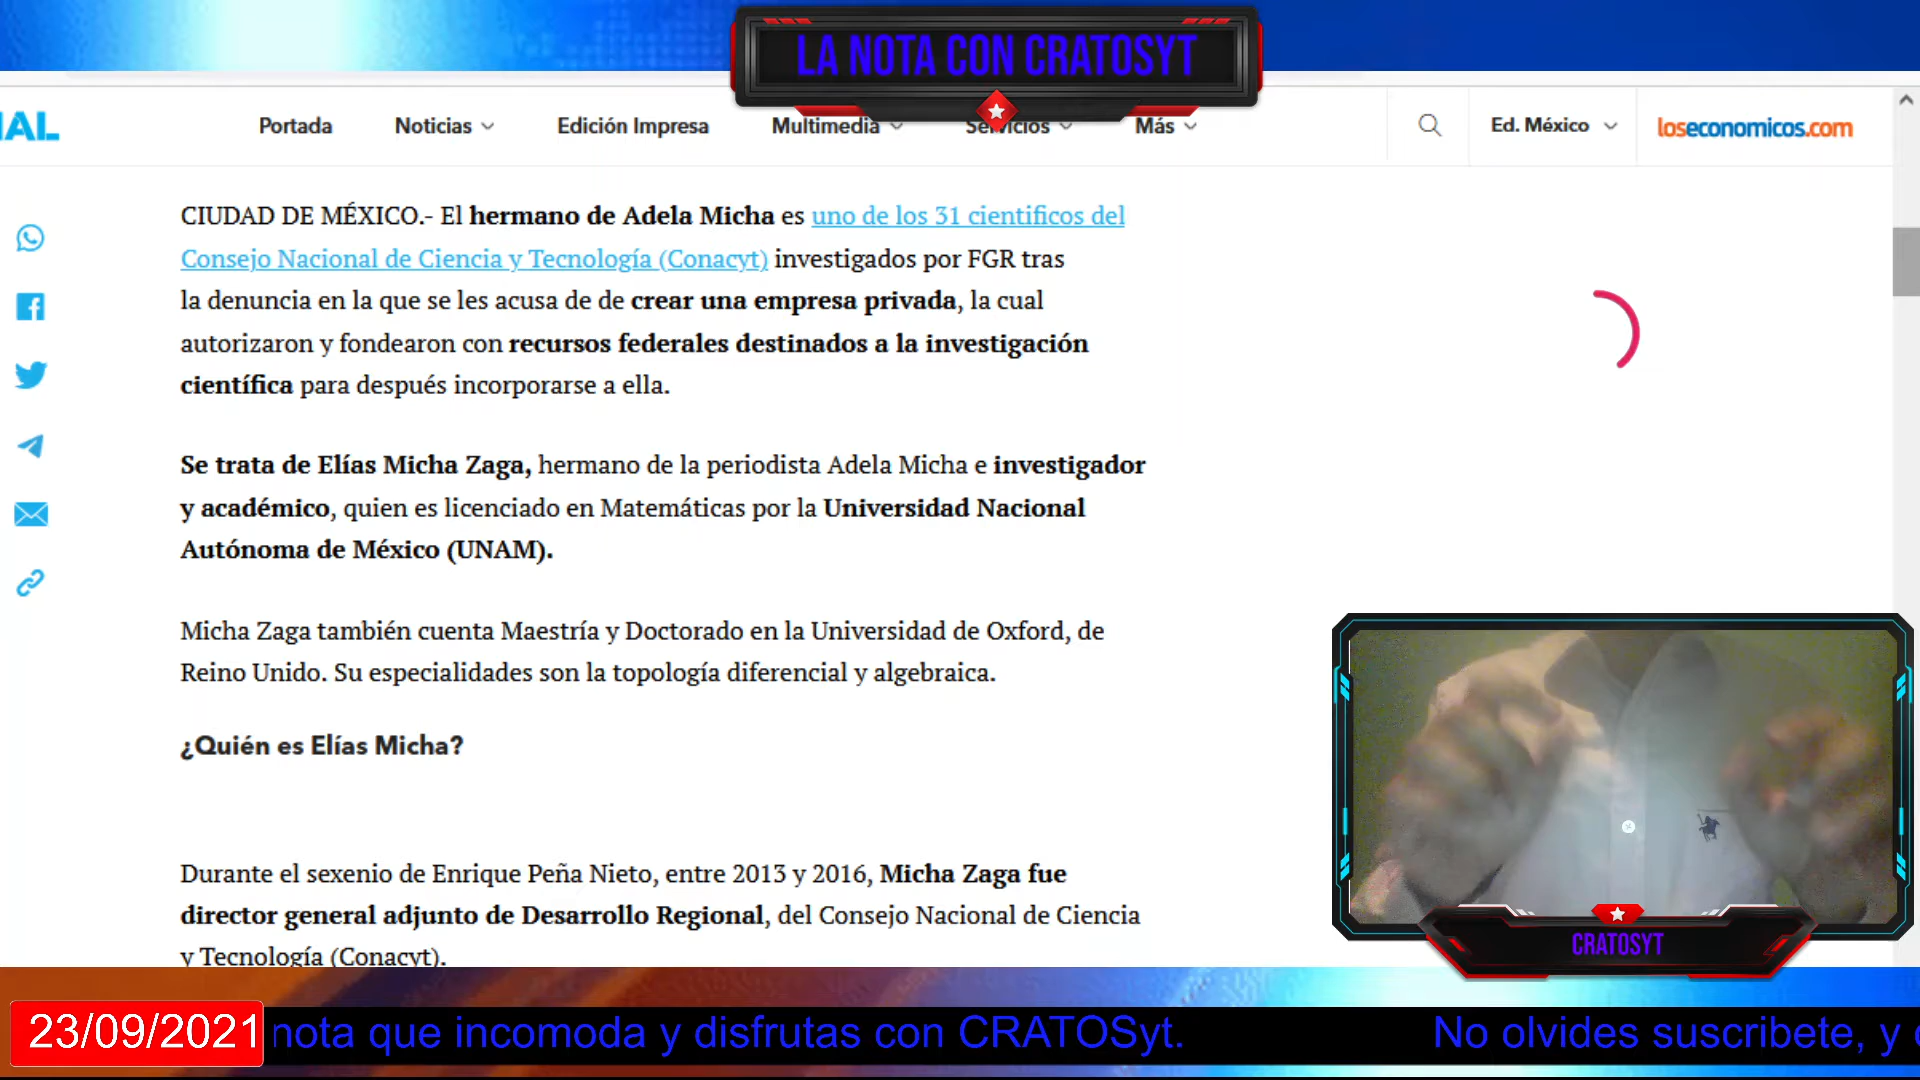 LA NOTA CON CRATOSYT
IAL
Portada
Noticias
Edición Impresa
Multimedia
Servicios
Más
Ed. México
loseconomicos.com
CIUDAD DE MÉXICO.- El hermano de Adela Micha es uno de los 31 cientificos del
Consejo Nacional de Ciencia y Tecnología (Conacyt) investigados por FGR tras
la denuncia en la que se les acusa de de crear una empresa privada, la cual
autorizaron y fondearon con recursos federales destinados a la investigación
científica para después incorporarse a ella.
Se trata de Elías Micha Zaga, hermano de la periodista Adela Micha e investigador
y académico, quien es licenciado en Matemáticas por la Universidad Nacional
Autónoma de México (UNAM).
Micha Zaga también cuenta Maestría y Doctorado en la Universidad de Oxford, de
Reino Unido. Su especialidades son la topología diferencial y algebraica.
¿Quién es Elías Micha?
Durante el sexenio de Enrique Peña Nieto, entre 2013 y 2016, Micha Zaga fue
director general adjunto de Desarrollo Regional, del Consejo Nacional de Ciencia
y Tecnología (Conacyt).
CRATOSYT
23/09/2021
nota que incomoda y disfrutas con CRATOSyt. No olvides suscribete, y